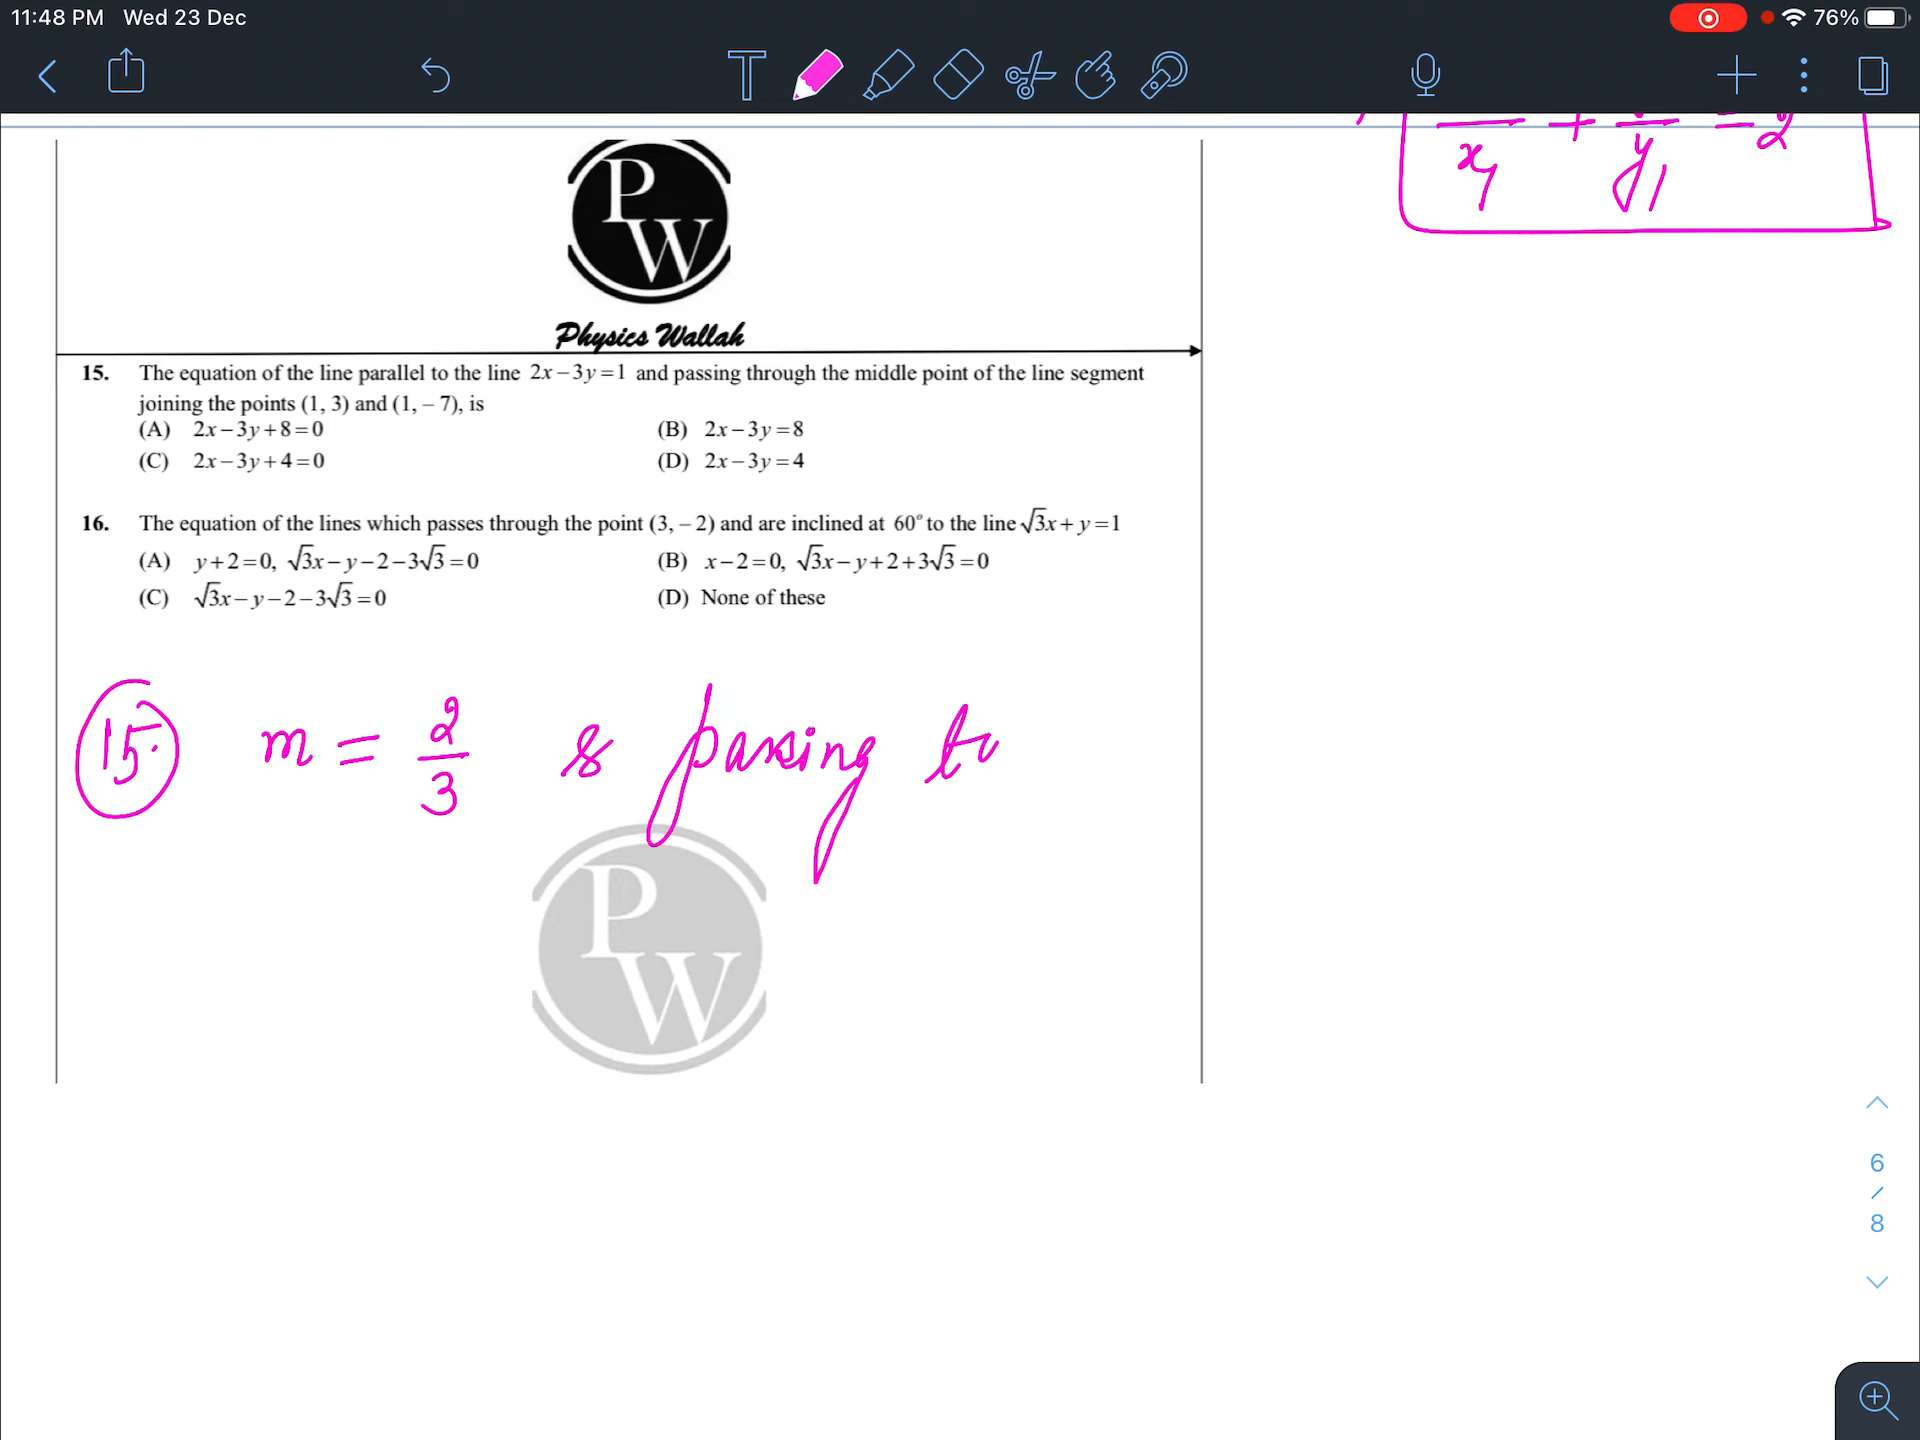 11:48 PM Wed 23 Dec
76%
T
x₁ + y₁ = 2
PW
Physics Wallah
15. The equation of the line parallel to the line 2x−3y=1 and passing through the middle point of the line segment
joining the points (1, 3) and (1, – 7), is
(A) 2x−3y+8=0 (B) 2x−3y=8
(C) 2x−3y+4=0 (D) 2x−3y=4
16. The equation of the lines which passes through the point (3, – 2) and are inclined at 60° to the line √3x+y=1
(A) y+2=0, √3x−y−2−3√3=0 (B) x−2=0, √3x−y+2+3√3=0
(C) √3x−y−2−3√3=0 (D) None of these
15. m = 2/3 & passing to
PW
6
/
8